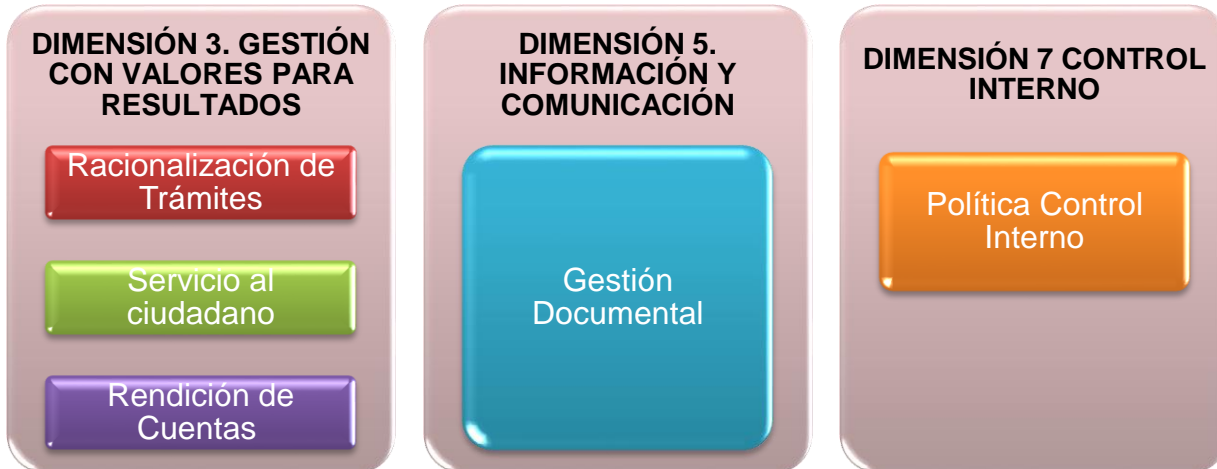 DIMENSIÓN 3. GESTIÓN
CON VALORES PARA
RESULTADOS
Racionalización de
Trámites
Servicio al
ciudadano
Rendición de
Cuentas
DIMENSIÓN 5.
INFORMACIÓN Y
COMUNICACIÓN
Gestión
Documental
DIMENSIÓN 7 CONTROL
INTERNO
Política Control
Interno